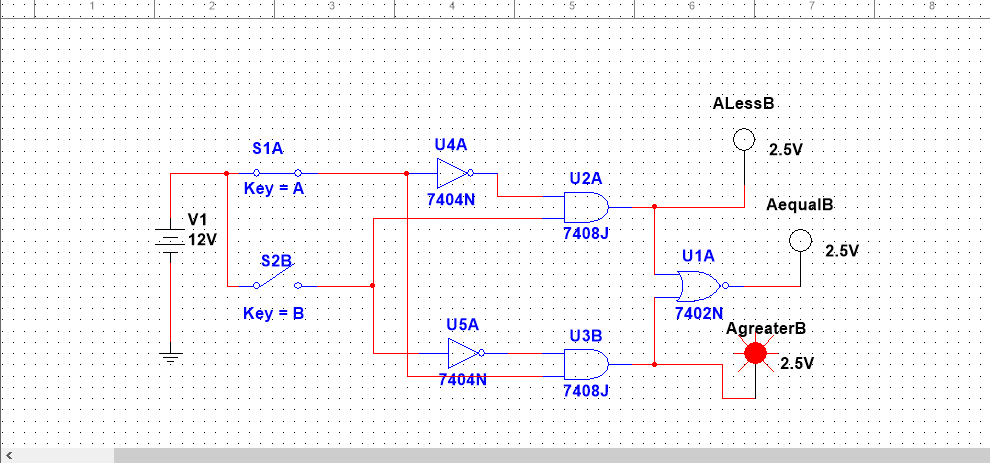 1 2 3 4 5 6 7 8
ALessB
2.5V
S1A
Key = A
U4A
7404N
U2A
7408J
AequalB
2.5V
V1
12V
S2B
Key = B
U1A
7402N
U5A
7404N
U3B
7408J
AgreaterB
2.5V